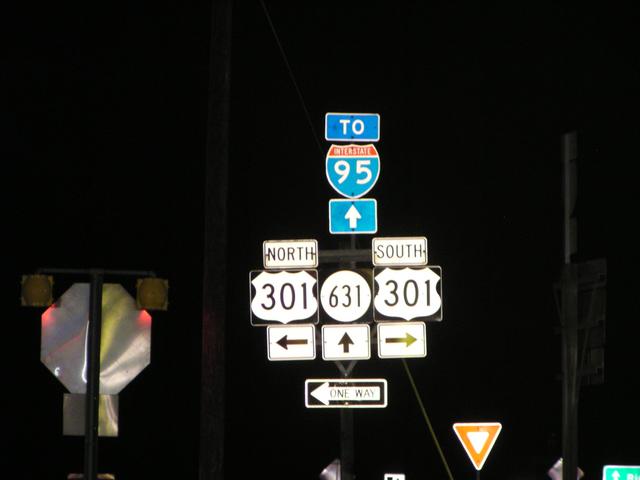 TO
INTERSTATE
95
NORTH SOUTH
301 631 301
ONE WAY